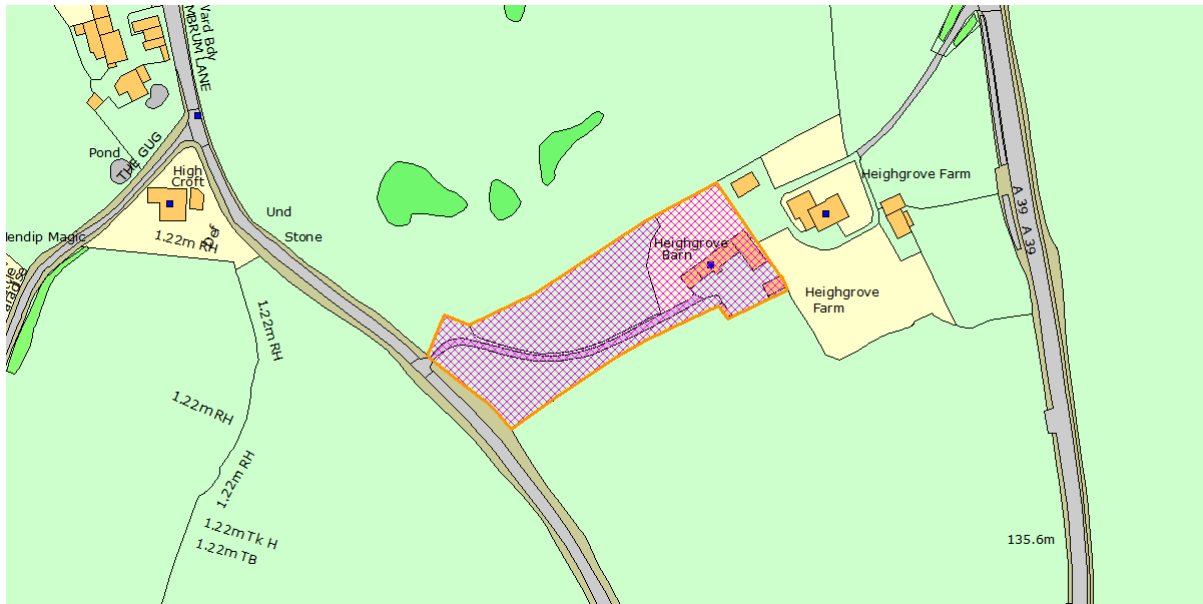 Ward Bdy
MBRUM LANE
THE GUG
Pond
High
Croft
Und
Stone
Def
1.22m RH
lendip Magic
1.22m RH
1.22m RH
1.22m RH
1.22m Tk H
1.22m TB
Heighgrove
Barn
Heighgrove Farm
Heighgrove
Farm
A 39
A 39
135.6m